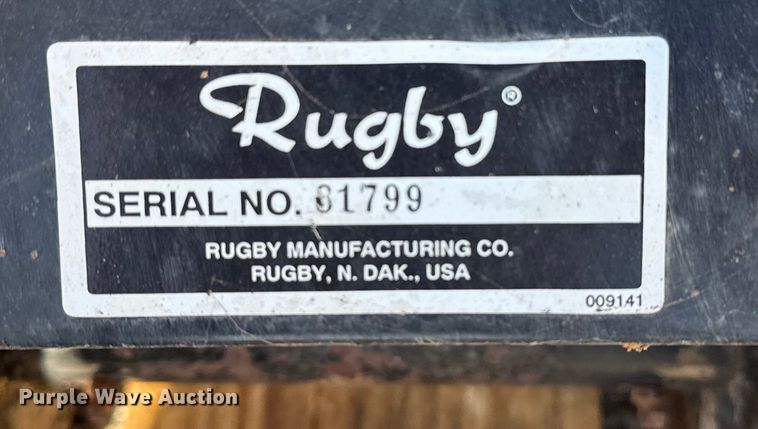 Rugby®
SERIAL NO. 81799
RUGBY MANUFACTURING CO.
RUGBY, N. DAK., USA
009141
Purple Wave Auction